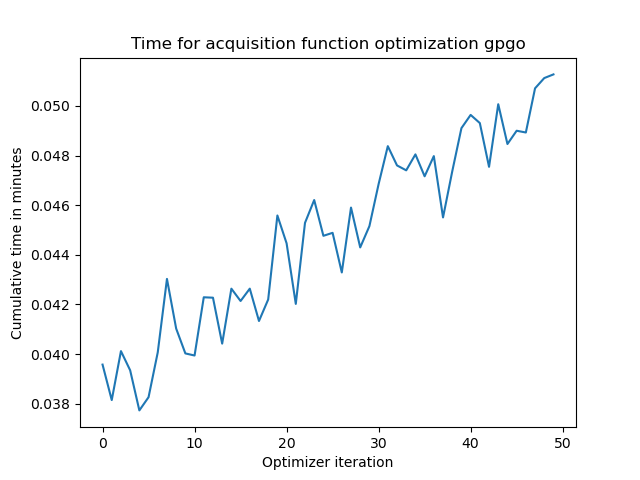 Time for acquisition function optimization gpgo
0.050
0.048
0.046
0.044
0.042
0.040
0.038
Cumulative time in minutes
0 10 20 30 40 50
Optimizer iteration